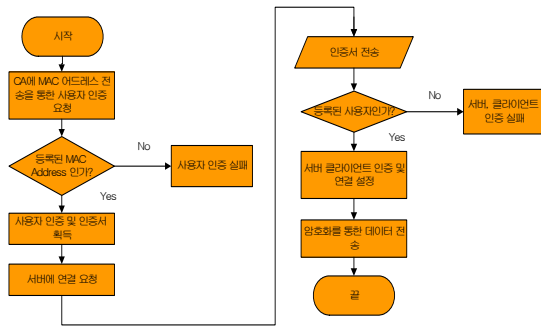 시작
CA에 MAC 어드레스 전
송을 통한 사용자 인증
요청
등록된 MAC
Address 인가?
No
사용자 인증 실패
Yes
사용자 인증 및 인증서
획득
서버에 연결 요청
인증서 전송
등록된 사용자인가?
No
서버, 클라이언트
인증 실패
Yes
서버 클라이언트 인증 및
연결 설정
암호화를 통한 데이터 전
송
끝